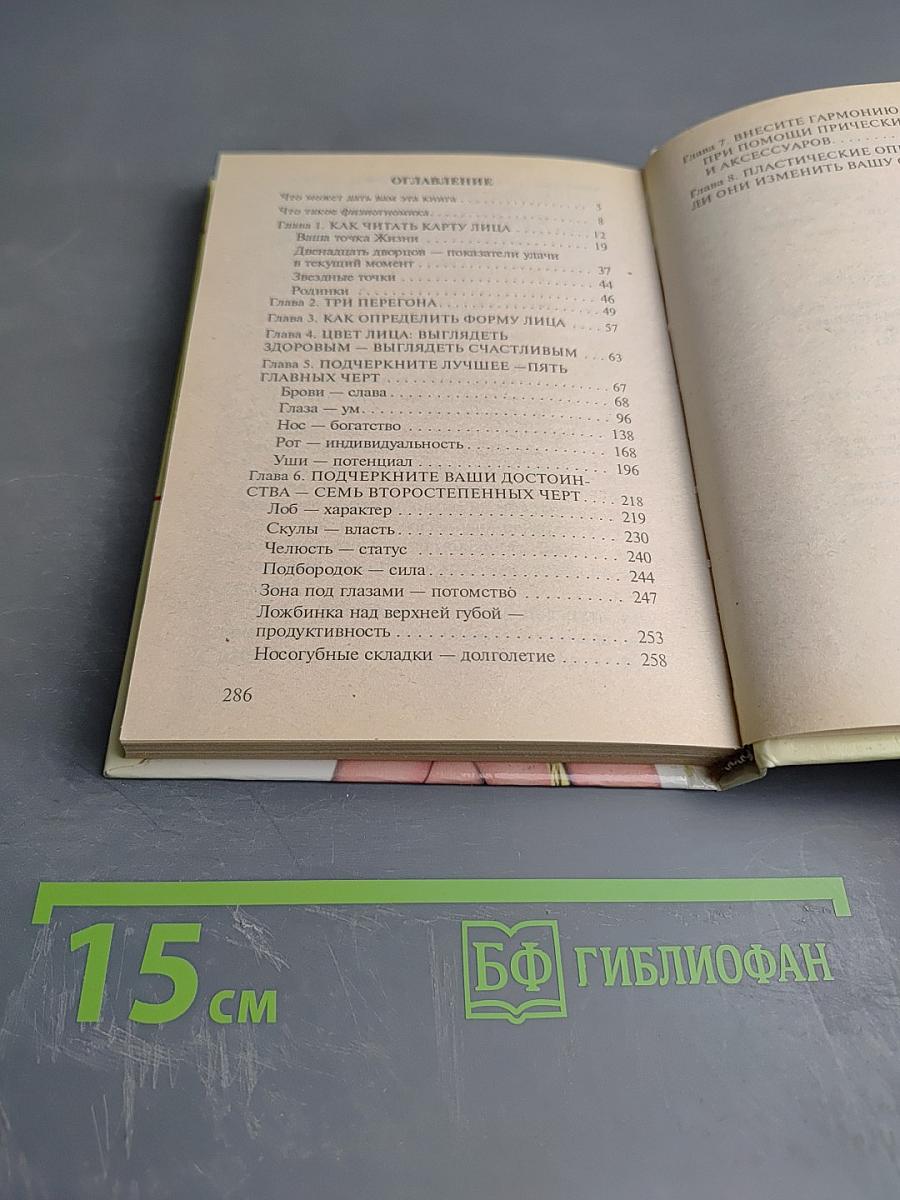 ОГЛАВЛЕНИЕ
Что может дать вам эта книга . . . . . 3
Что такое физиогномика . . . . . 8
Глава 1. КАК ЧИТАТЬ КАРТУ ЛИЦА . . . . . 12
Ваша точка Жизни . . . . . 19
Двенадцать дворцов — показатели удачи
в текущий момент . . . . . 37
Звездные точки . . . . . 44
Родинки . . . . . 46
Глава 2. ТРИ ПЕРЕГОНА . . . . . 49
Глава 3. КАК ОПРЕДЕЛИТЬ ФОРМУ ЛИЦА . . . . . 57
Глава 4. ЦВЕТ ЛИЦА: ВЫГЛЯДЕТЬ
ЗДОРОВЫМ — ВЫГЛЯДЕТЬ СЧАСТЛИВЫМ . . . 63
Глава 5. ПОДЧЕРКНИТЕ ЛУЧШЕЕ —ПЯТЬ
ГЛАВНЫХ ЧЕРТ . . . . . 67
Брови — слава . . . . . 68
Глаза — ум . . . . . 96
Нос — богатство . . . . . 138
Рот — индивидуальность . . . . . 168
Уши — потенциал . . . . . 196
Глава 6. ПОДЧЕРКНИТЕ ВАШИ ДОСТОИН-
СТВА — СЕМЬ ВТОРОСТЕПЕННЫХ ЧЕРТ . . . . 218
Лоб — характер . . . . . 219
Скулы — власть . . . . . 230
Челюсть — статус . . . . . 240
Подбородок — сила . . . . . 244
Зона под глазами — потомство . . . . . 247
Ложбинка над верхней губой —
продуктивность . . . . . 253
Носогубные складки — долголетие . . . . . 258
286
Глава 7. ВНЕСИТЕ ГАРМОНИЮ
ПРИ ПОМОЩИ ПРИЧЕСКИ
И АКСЕССУАРОВ . . . . .
Глава 8. ПЛАСТИЧЕСКИЕ
ЛИ ОНИ ИЗМЕНИТЬ ВАШУ
15 см
БФ ГИБЛИОФАН